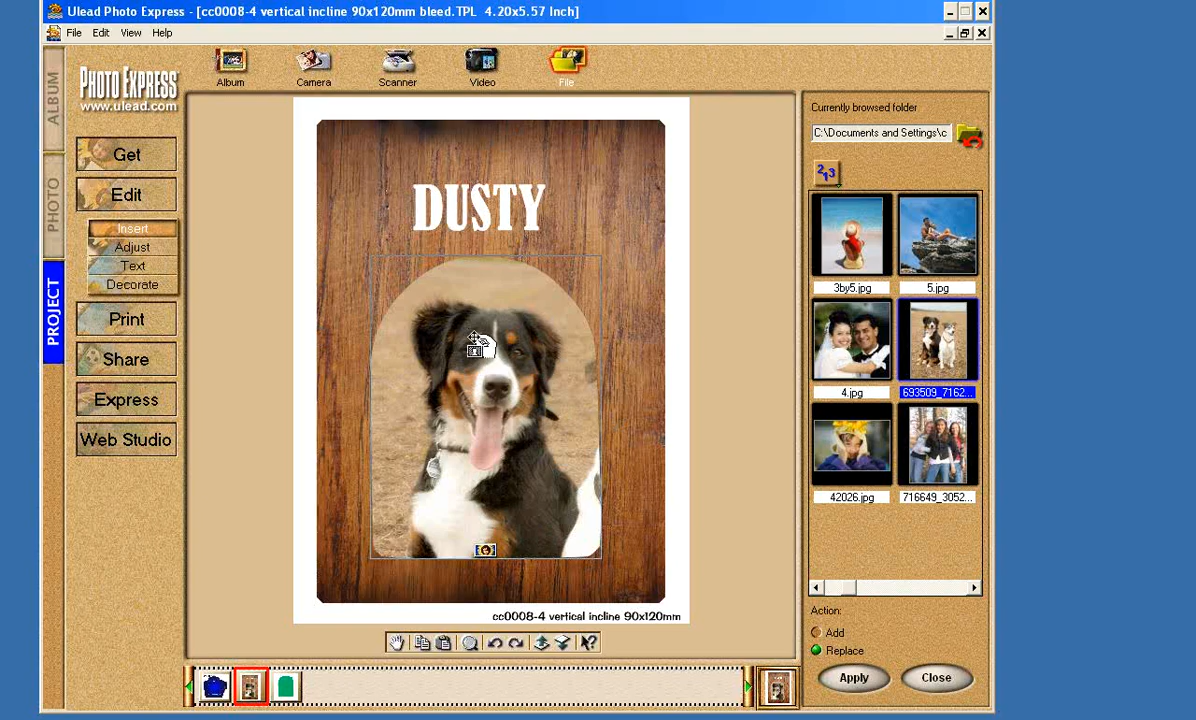 Ulead Photo Express - [cc0008-4 vertical incline 90x120mm bleed.TPL  4.20x5.57 Inch]
File Edit View Help
ALBUM
PHOTO
PROJECT
PHOTO EXPRESS
www.ulead.com
Album Camera Scanner Video File
Get
Edit
Insert
Adjust
Text
Decorate
Print
Share
Express
Web Studio
DUSTY
cc0008-4 vertical incline 90x120mm
Currently browsed folder
C:\Documents and Settings\c
213
3by5.jpg 5.jpg
4.jpg 693509_7162...
42026.jpg 716649_3052...
Action:
Add
Replace
Apply Close